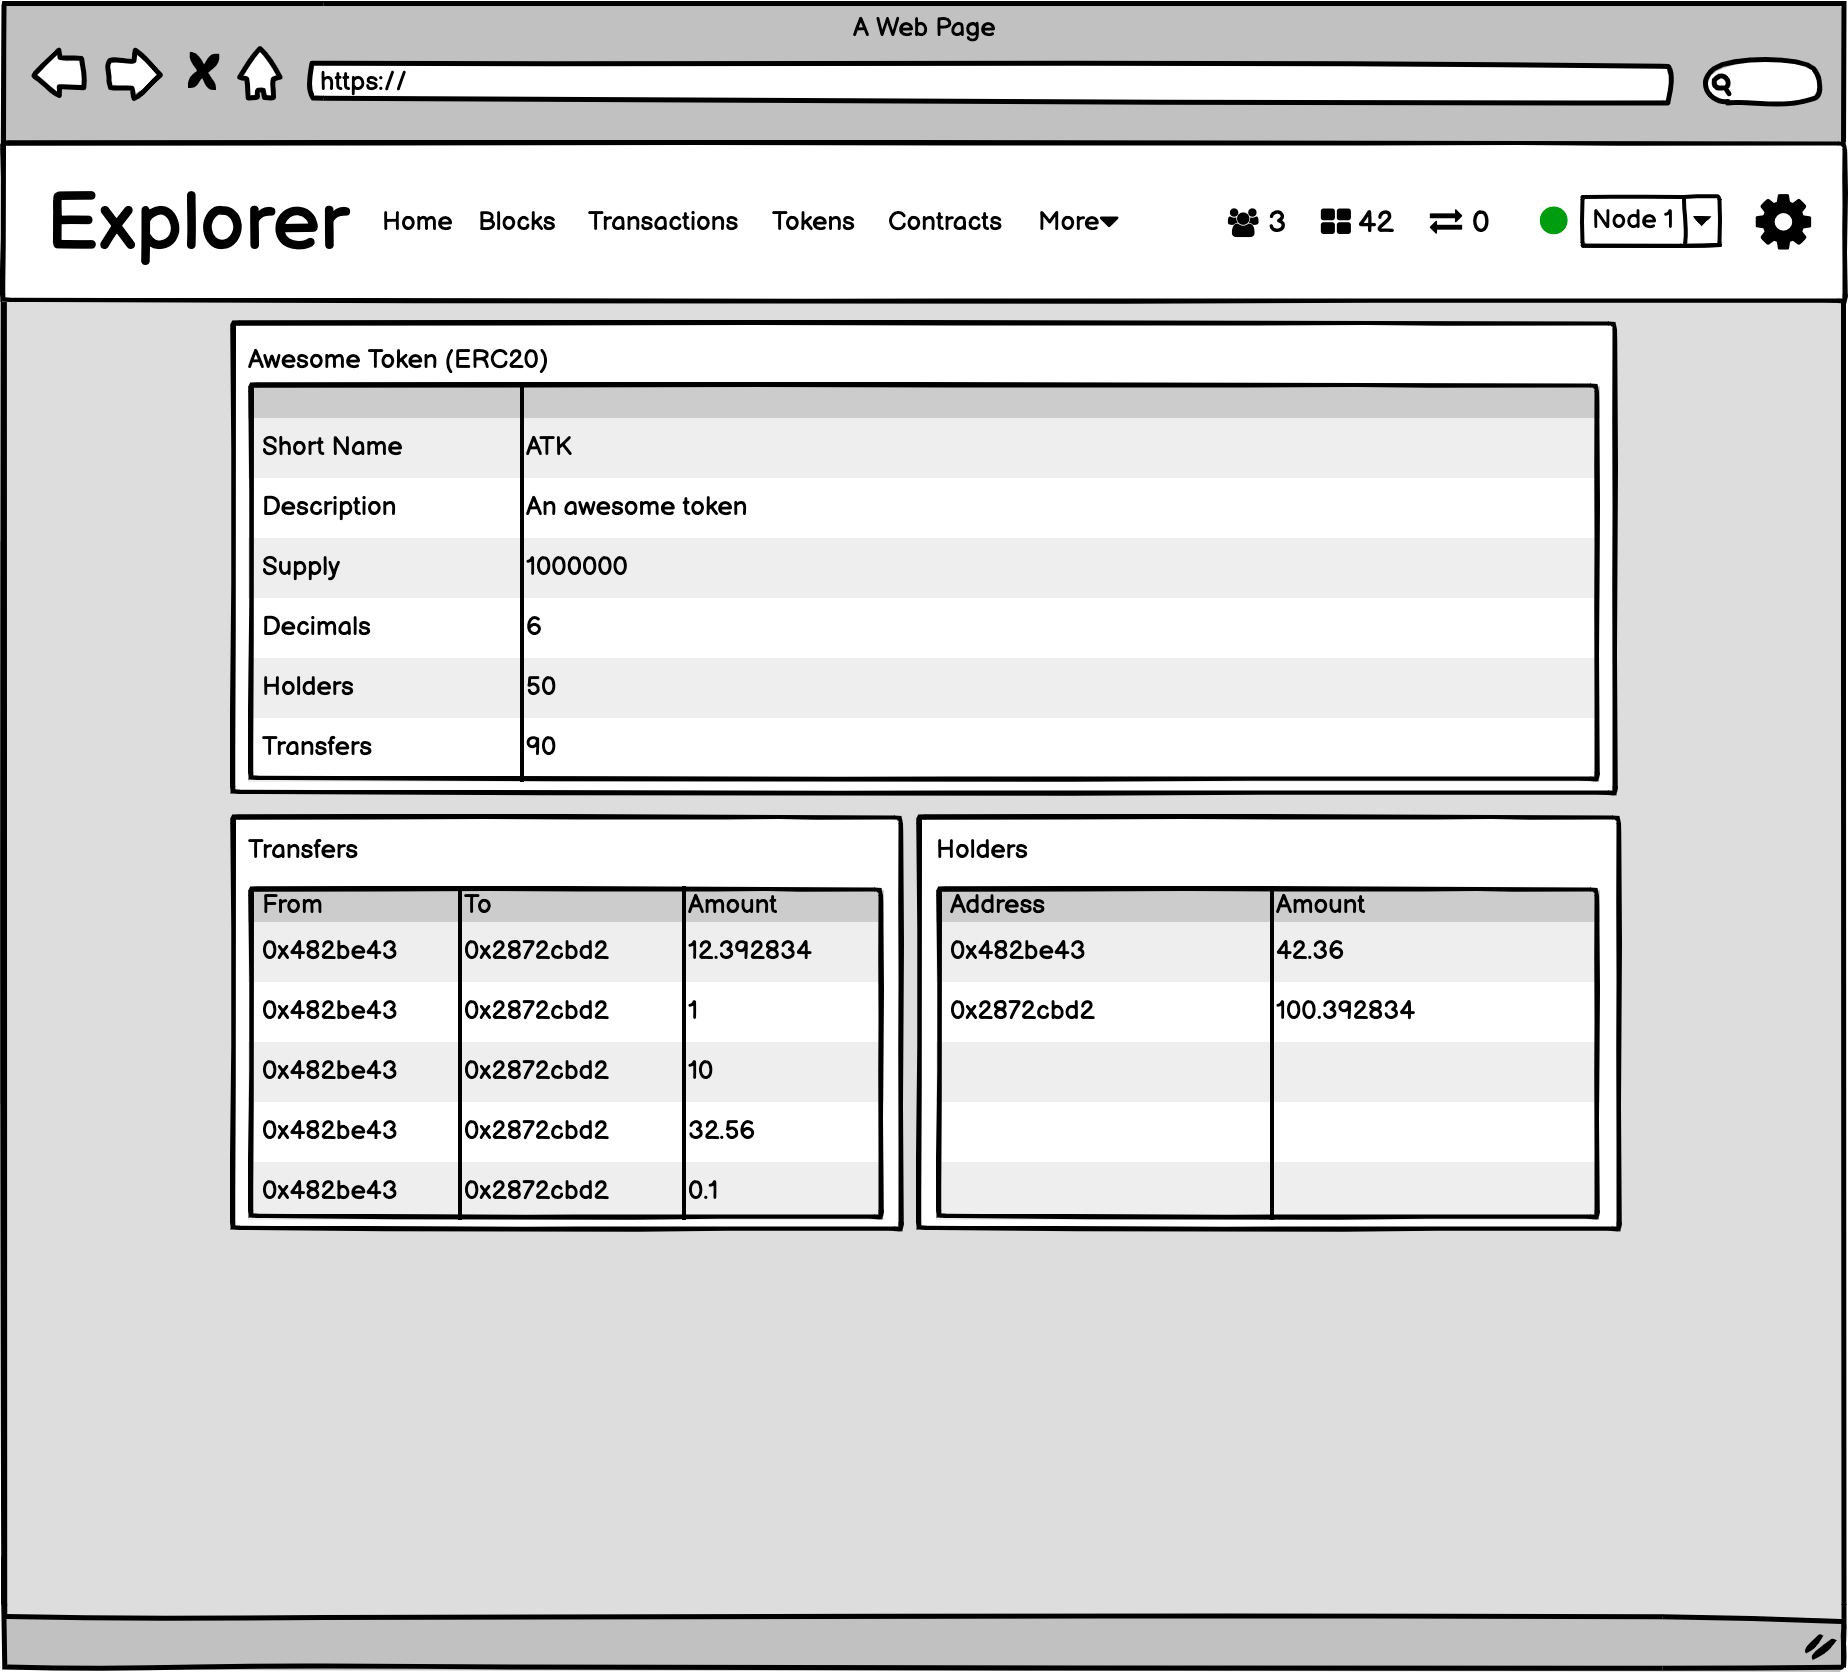 A Web Page
https://
Explorer Home Blocks Transactions Tokens Contracts More 3 42 0 Node 1
Awesome Token (ERC20)
Short Name ATK
Description An awesome token
Supply 1000000
Decimals 6
Holders 50
Transfers 90
Transfers
From To Amount
0x482be43 0x2872cbd2 12.392834
0x482be43 0x2872cbd2 1
0x482be43 0x2872cbd2 10
0x482be43 0x2872cbd2 32.56
0x482be43 0x2872cbd2 0.1
Holders
Address Amount
0x482be43 42.36
0x2872cbd2 100.392834